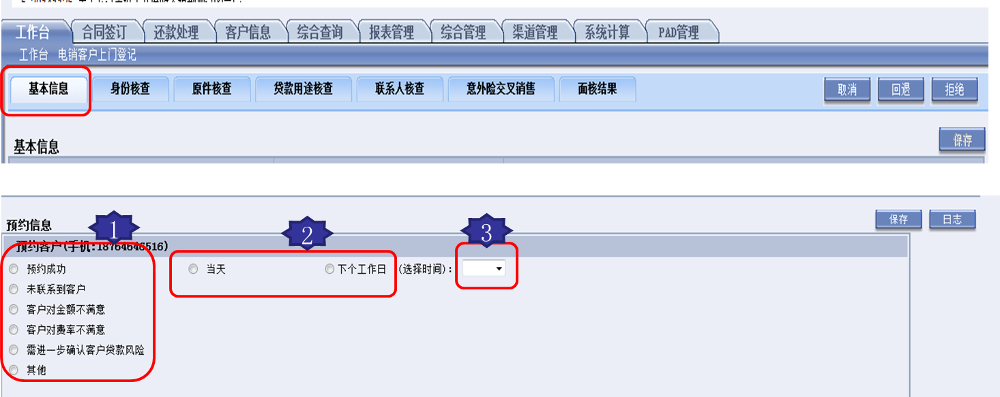 工作台 合同签订 还款处理 客户信息 综合查询 报表管理 综合管理 渠道管理 系统计算 PAD管理
工作台 电销客户上门登记
基本信息 身份核查 原件核查 贷款用途核查 联系人核查 意外险交叉销售 面核结果 取消 回退 拒绝
基本信息 保存
预约信息 1 2 3 保存 日志
预约客户(手机:18764646516)
预约成功 当天 下个工作日 (选择时间):
未联系到客户
客户对金额不满意
客户对费率不满意
需进一步确认客户贷款风险
其他